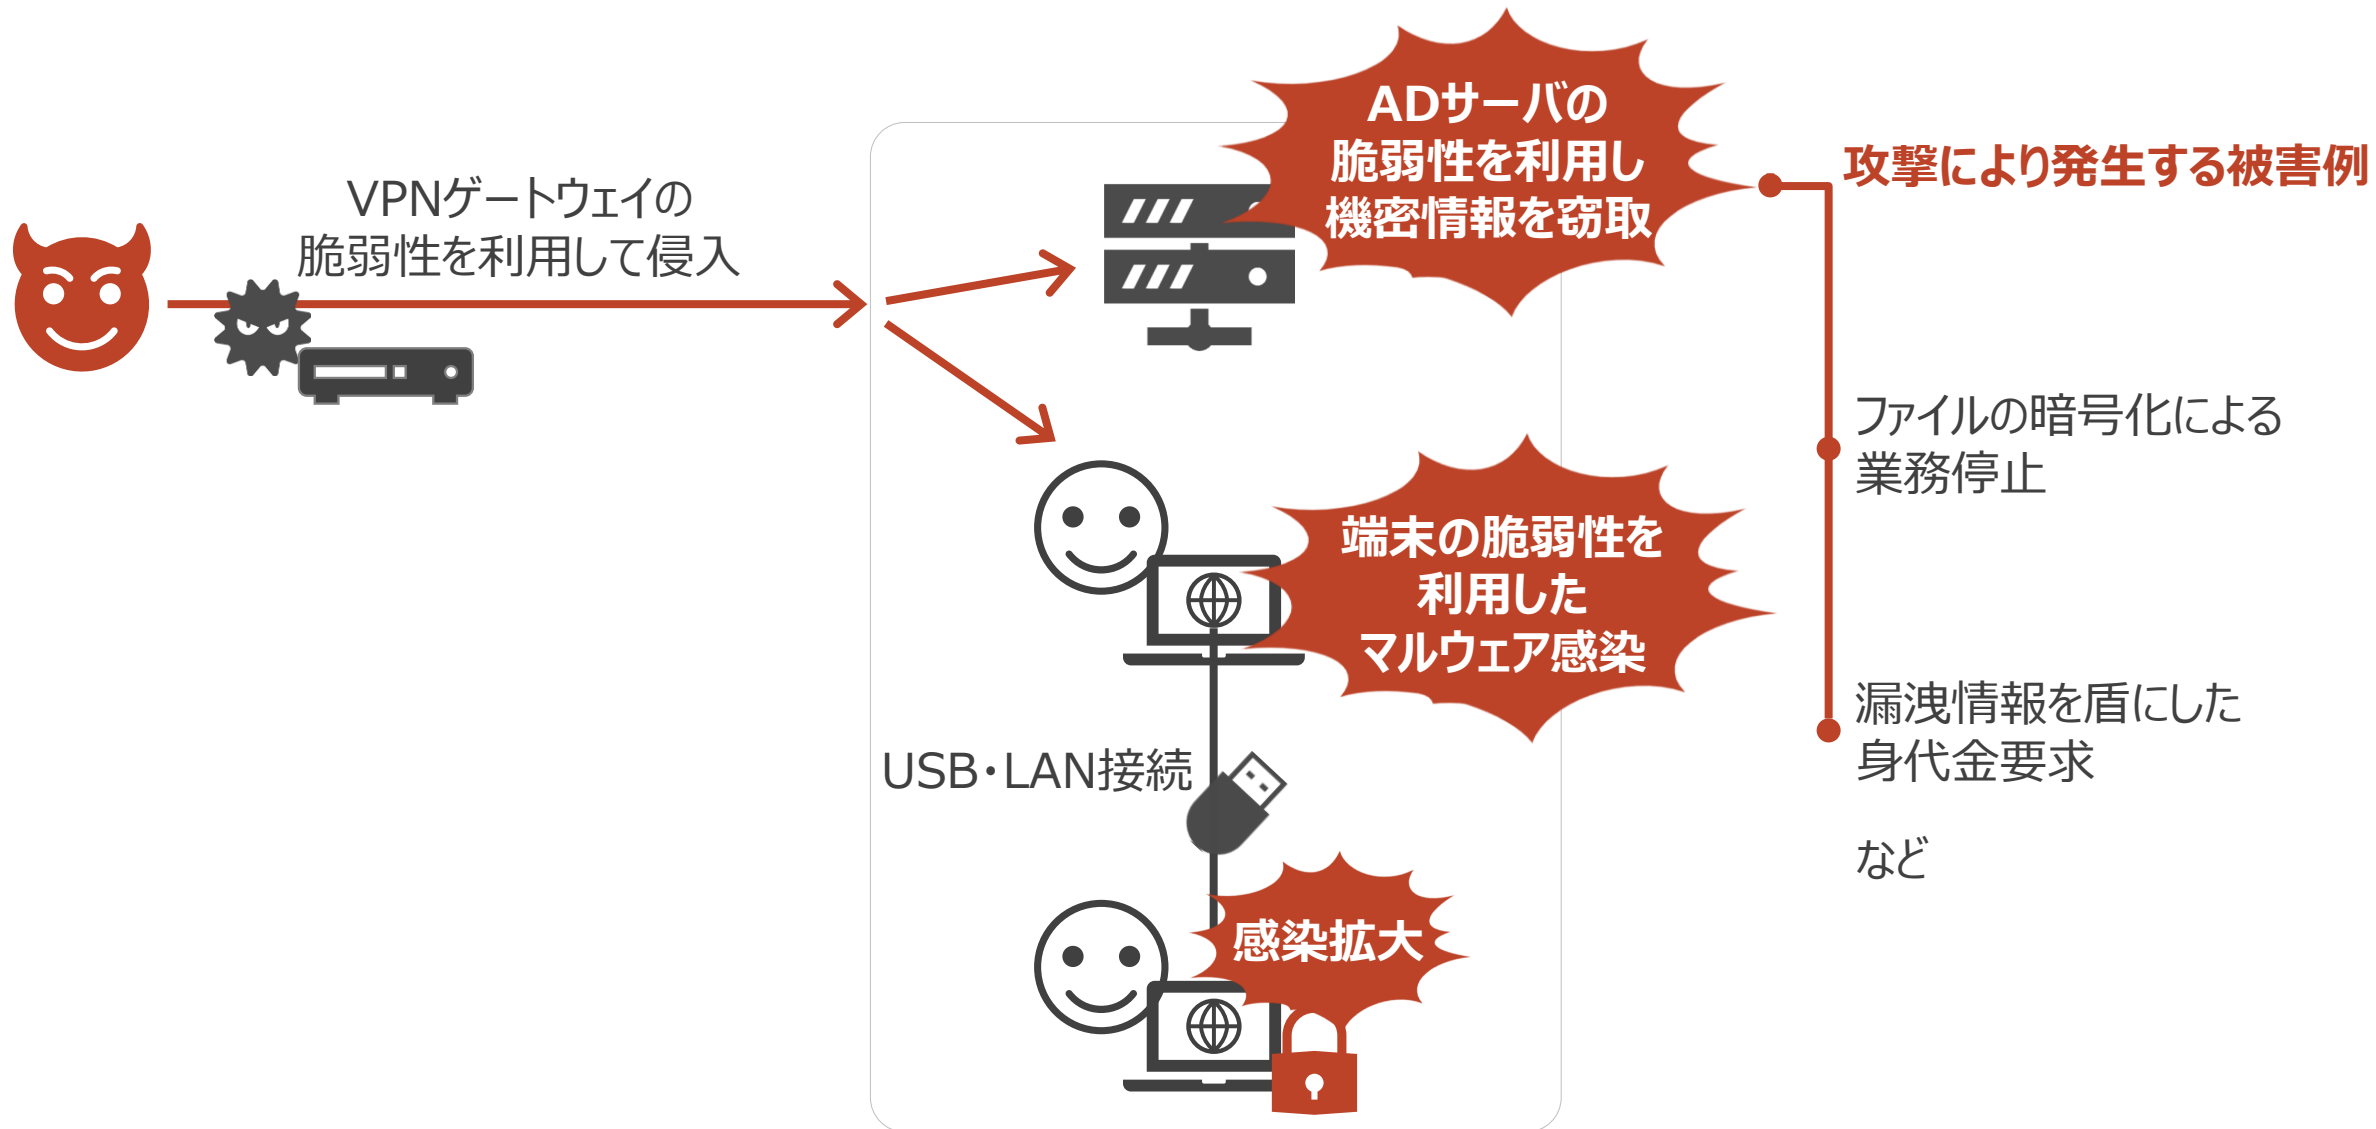 VPNゲートウェイの
脆弱性を利用して侵入
ADサーバの
脆弱性を利用し
機密情報を窃取
端末の脆弱性を
利用した
マルウェア感染
USB・LAN接続
感染拡大
攻撃により発生する被害例
ファイルの暗号化による
業務停止
漏洩情報を盾にした
身代金要求
など